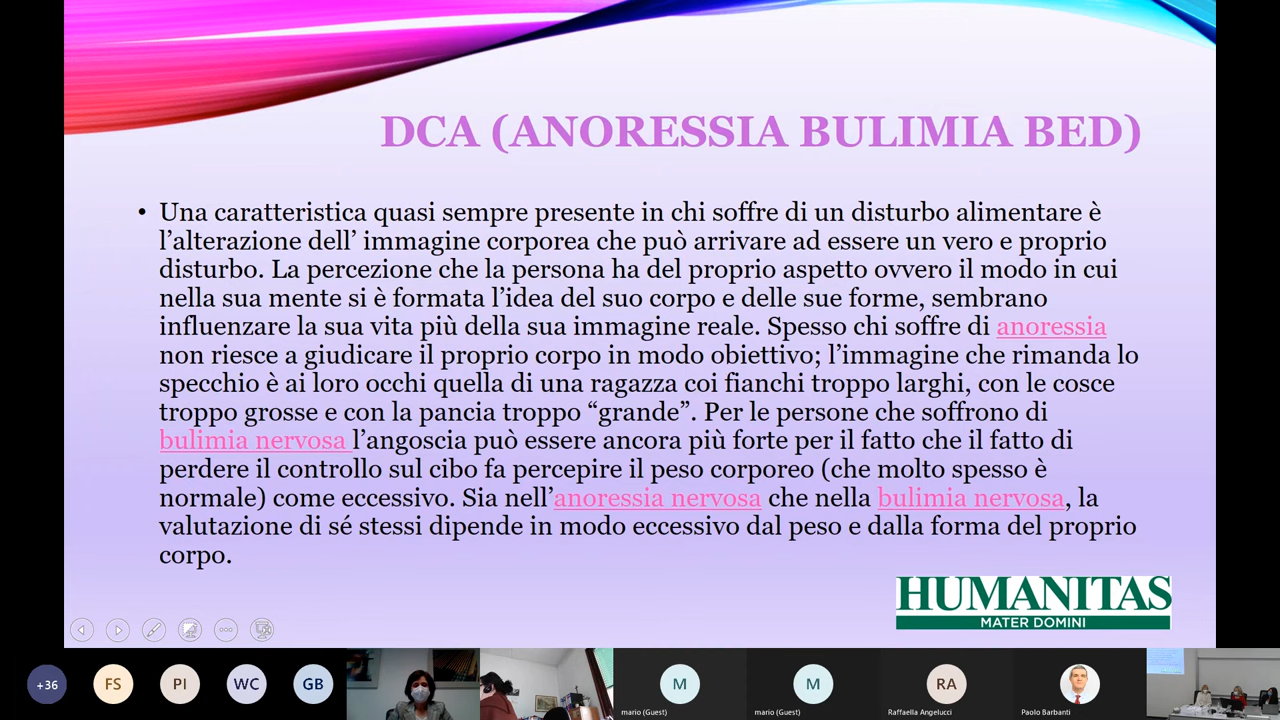 DCA (ANORESSIA BULIMIA BED)
• Una caratteristica quasi sempre presente in chi soffre di un disturbo alimentare è
l’alterazione dell’ immagine corporea che può arrivare ad essere un vero e proprio
disturbo. La percezione che la persona ha del proprio aspetto ovvero il modo in cui
nella sua mente si è formata l’idea del suo corpo e delle sue forme, sembrano
influenzare la sua vita più della sua immagine reale. Spesso chi soffre di anoressia
non riesce a giudicare il proprio corpo in modo obiettivo; l’immagine che rimanda lo
specchio è ai loro occhi quella di una ragazza coi fianchi troppo larghi, con le cosce
troppo grosse e con la pancia troppo “grande”. Per le persone che soffrono di
bulimia nervosa l’angoscia può essere ancora più forte per il fatto che il fatto di
perdere il controllo sul cibo fa percepire il peso corporeo (che molto spesso è
normale) come eccessivo. Sia nell’anoressia nervosa che nella bulimia nervosa, la
valutazione di sé stessi dipende in modo eccessivo dal peso e dalla forma del proprio
corpo.
HUMANITAS
MATER DOMINI
+36 FS PI WC GB M M RA
mario (Guest) mario (Guest) Raffaella Angelucci Paolo Barbanti